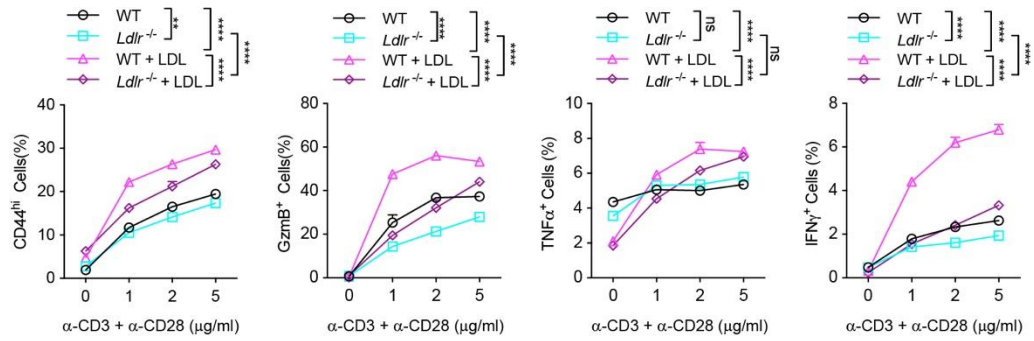 WT
Ldlr -/-
WT + LDL
Ldlr -/- + LDL
**
****
****
****
CD44hi Cells(%)
40
30
20
10
0
0 1 2 5
α-CD3 + α-CD28 (μg/ml)
WT
Ldlr -/-
WT + LDL
Ldlr -/- + LDL
****
****
****
****
GzmB+ Cells(%)
80
60
40
20
0
0 1 2 5
α-CD3 + α-CD28 (μg/ml)
WT
Ldlr -/-
WT + LDL
Ldlr -/- + LDL
ns
****
****
ns
TNFα+ Cells (%)
10
8
6
4
2
0
0 1 2 5
α-CD3 + α-CD28 (μg/ml)
WT
Ldlr -/-
WT + LDL
Ldlr -/- + LDL
****
****
****
****
IFNγ+ Cells (%)
8
6
4
2
0
0 1 2 5
α-CD3 + α-CD28 (μg/ml)